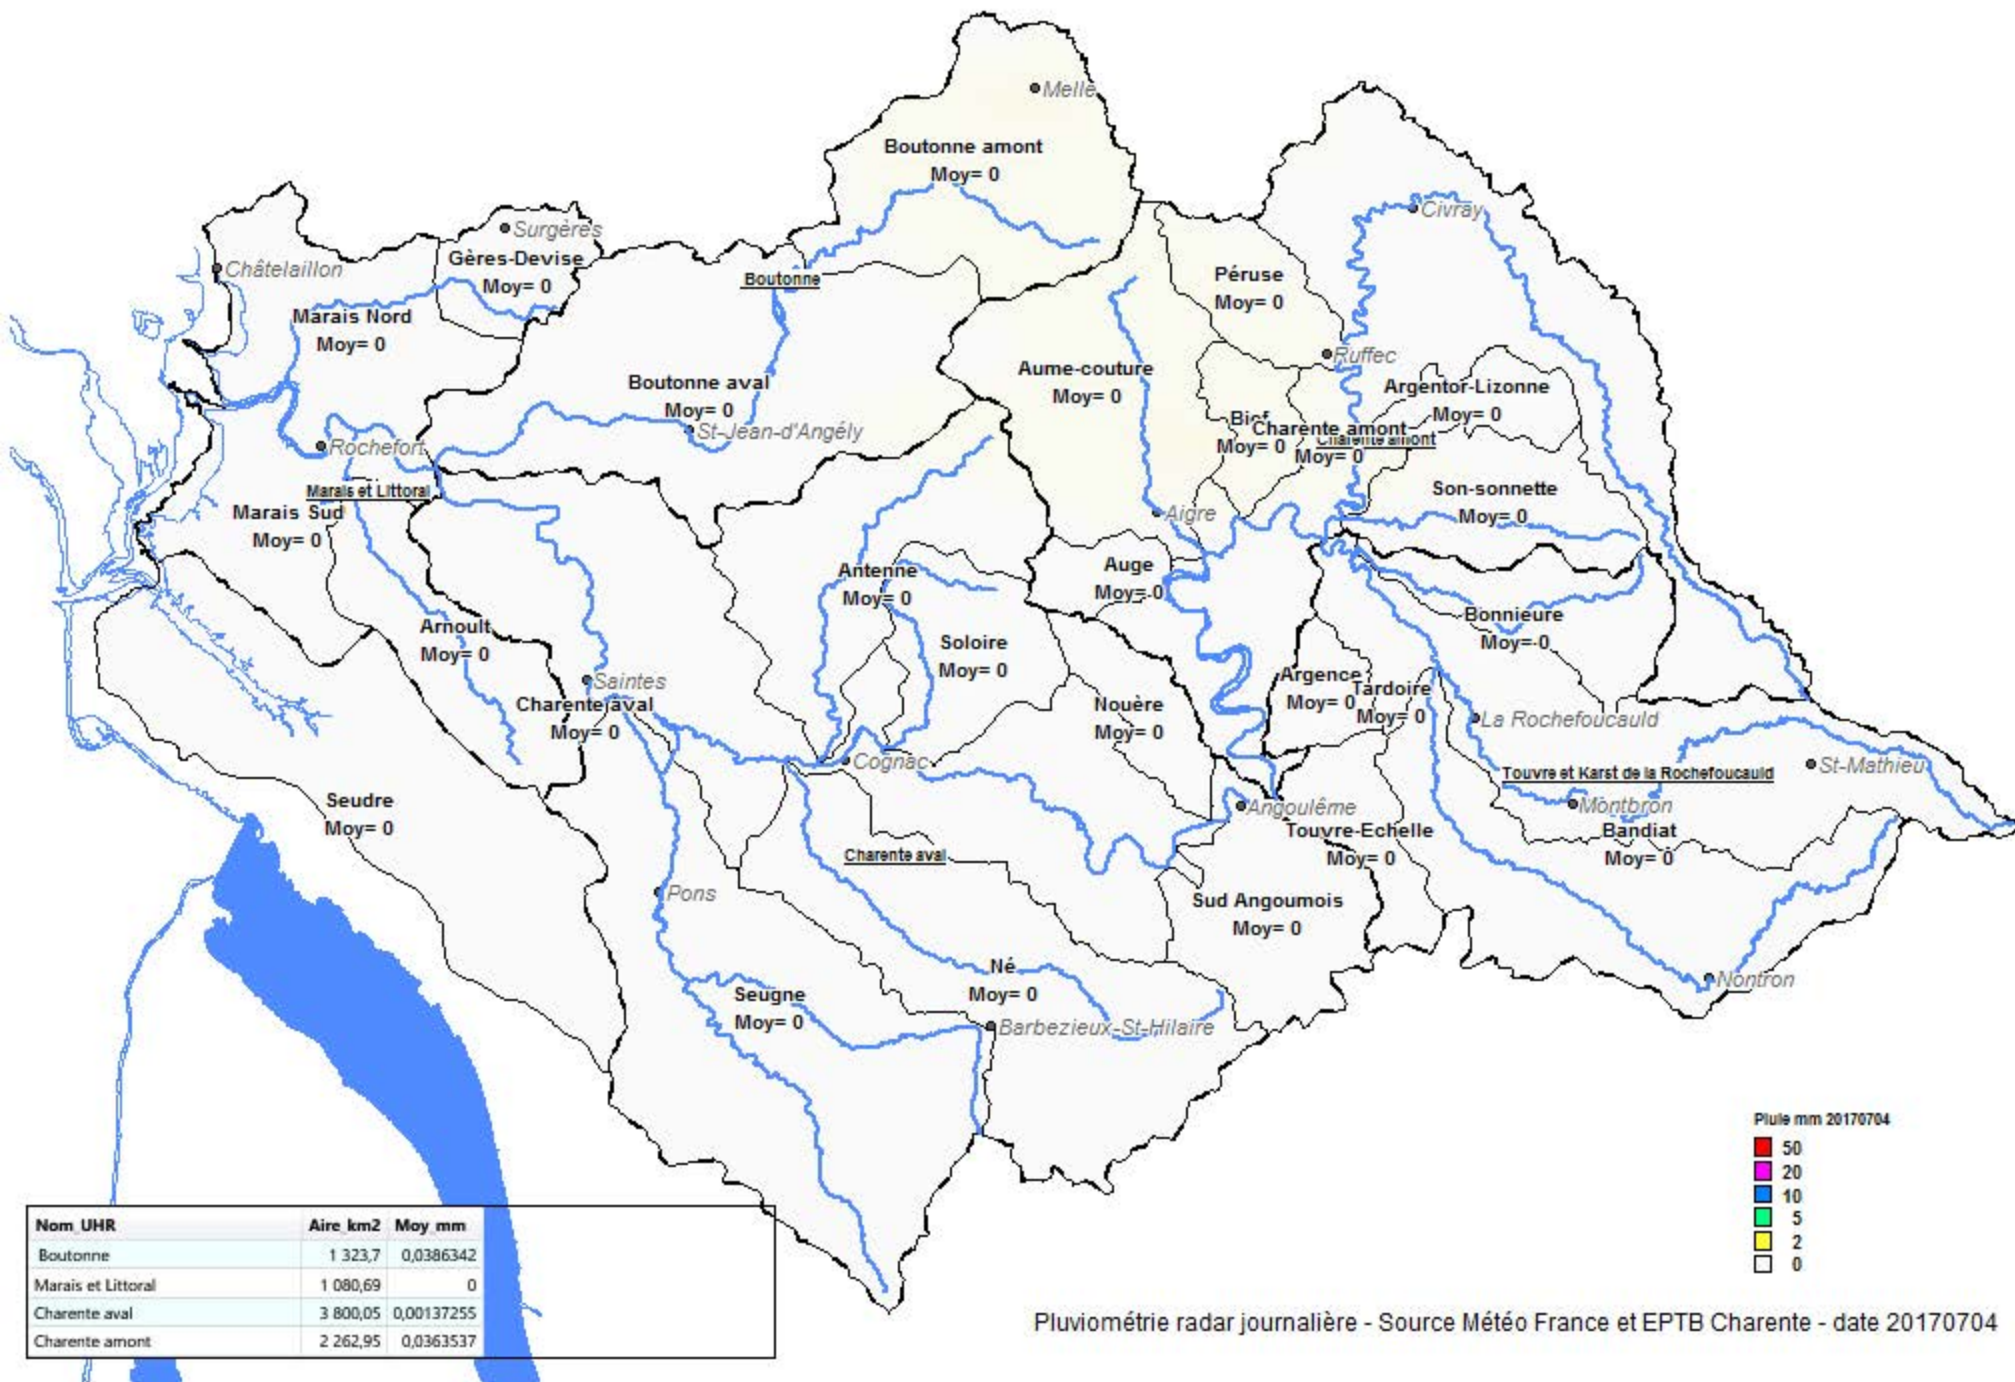 Melle
Boutonne amont
Moy= 0
Civray
Surgères
Gères-Devise
Moy= 0
Châtelaillon
Boutonne
Péruse
Moy= 0
Marais Nord
Moy= 0
Ruffec
Aume-couture
Moy= 0
Boutonne aval
Moy= 0
Argentor-Lizonne
Moy= 0
St-Jean-d'Angély
Rochefort
Bief
Moy= 0
Charente amont
Moy= 0
Charente amont
Marais et Littoral
Son-sonnette
Moy= 0
Marais Sud
Moy= 0
Aigre
Antenne
Moy= 0
Auge
Moy= 0
Arnoult
Moy= 0
Soloire
Moy= 0
Bonnieure
Moy= 0
Saintes
Charente aval
Moy= 0
Nouère
Moy= 0
Argence
Moy= 0
Tardoire
Moy= 0
La Rochefoucauld
Cognac
Touvre et Karst de la Rochefoucauld
St-Mathieu
Seudre
Moy= 0
Angoulême
Montbron
Touvre-Echelle
Moy= 0
Bandiat
Moy= 0
Charente aval
Pons
Sud Angoumois
Moy= 0
Né
Moy= 0
Nontron
Seugne
Moy= 0
Barbezieux-St-Hilaire
Pluie mm 20170704
50
20
10
5
2
0
Nom_UHR Aire_km2 Moy_mm
Boutonne 1 323,7 0,0386342
Marais et Littoral 1 080,69 0
Charente aval 3 800,05 0,00137255
Charente amont 2 262,95 0,0363537
Pluviométrie radar journalière - Source Météo France et EPTB Charente - date 20170704